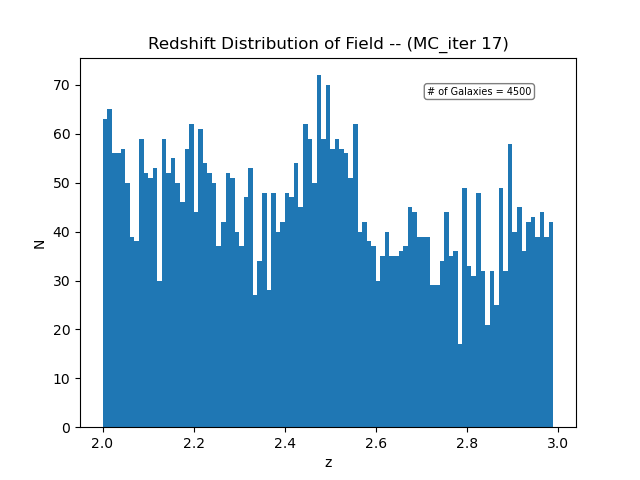 Redshift Distribution of Field -- (MC_iter 17)
# of Galaxies = 4500
N
70
60
50
40
30
20
10
0
2.0 2.2 2.4 2.6 2.8 3.0
z